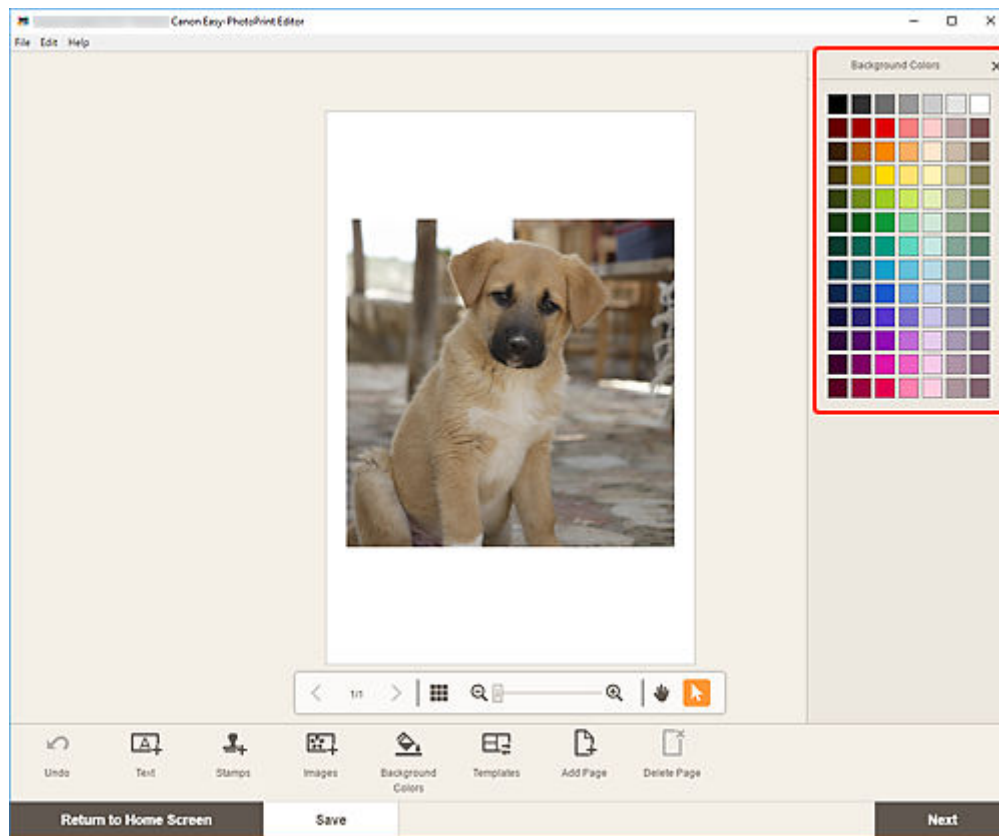 Canon Easy-PhotoPrint Editor
File Edit Help
Background Colors
1/1
Undo
Text
Stamps
Images
Background
Colors
Templates
Add Page
Delete Page
Return to Home Screen
Save
Next